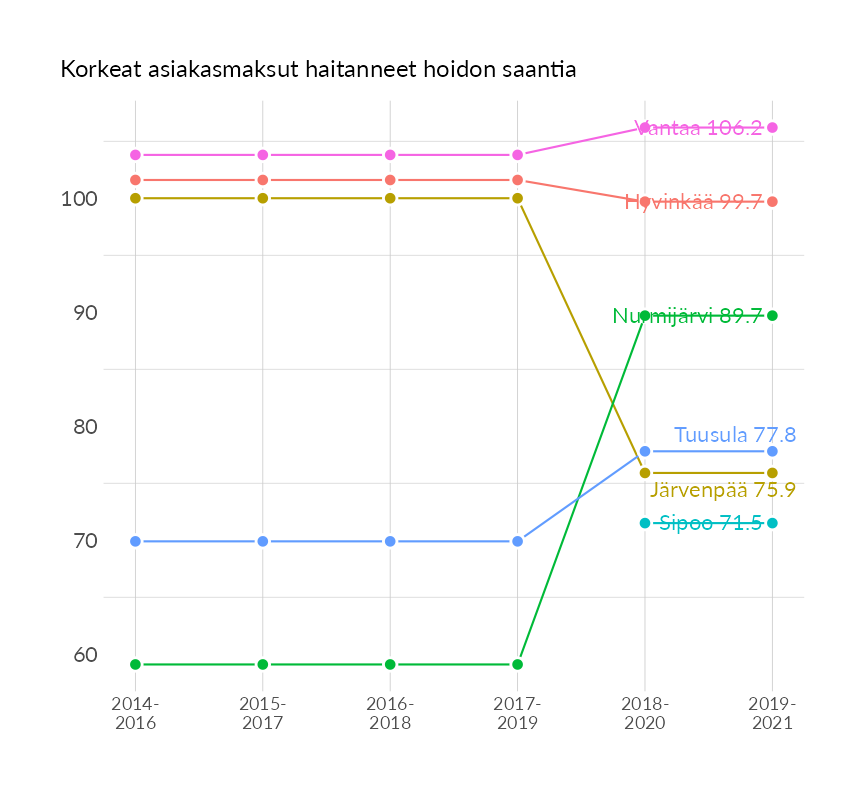 Korkeat asiakasmaksut haitanneet hoidon saantia
Vantaa 106.2
100
Hyvinkää 99.7
90
Nurmijärvi 89.7
80
Tuusula 77.8
Järvenpää 75.9
Sipoo 71.5
70
60
2014-
2016
2015-
2017
2016-
2018
2017-
2019
2018-
2020
2019-
2021